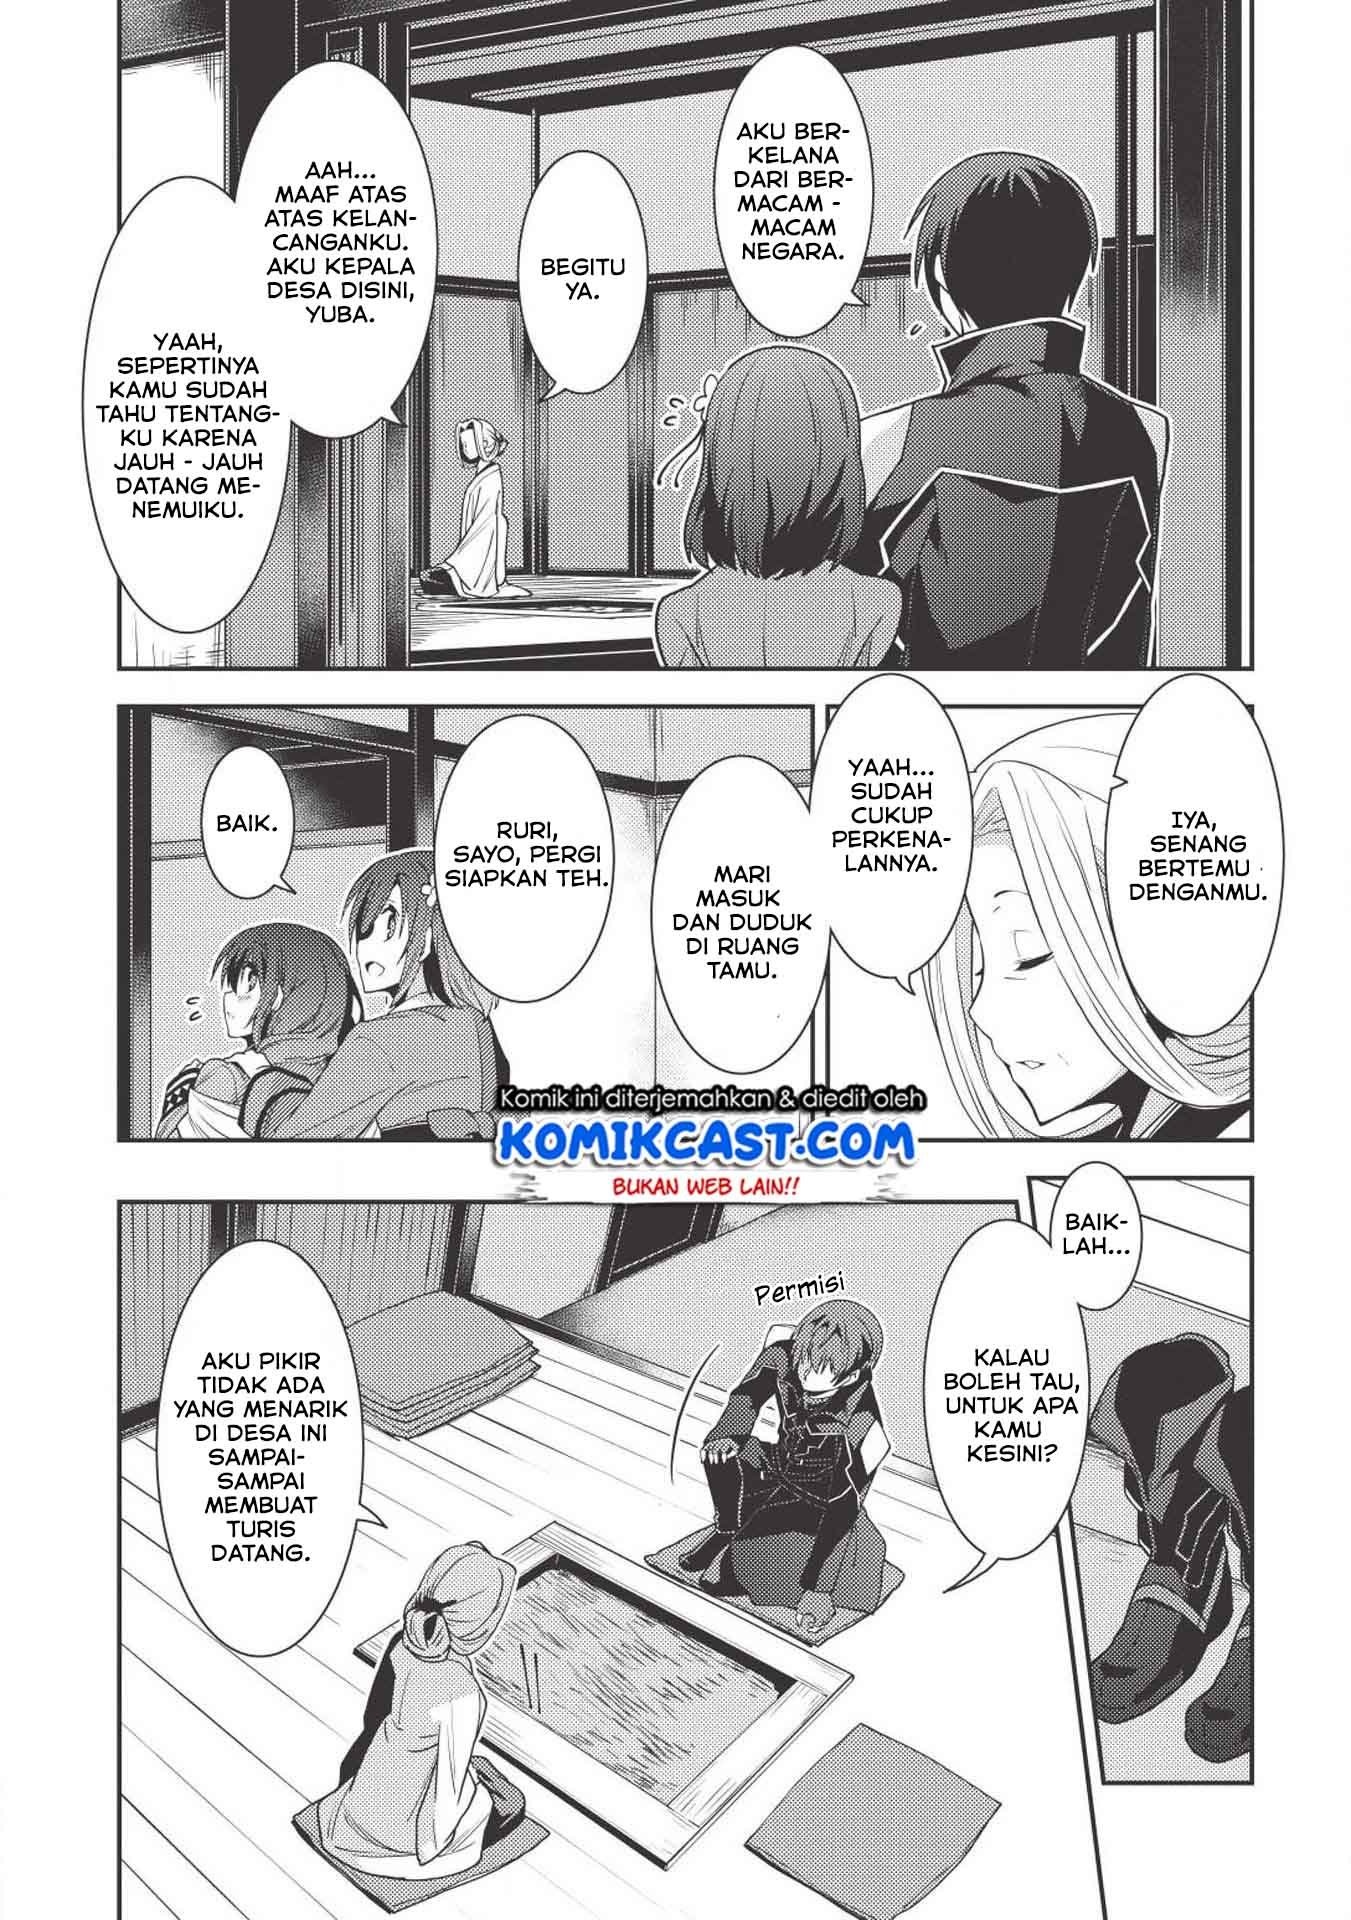 AKU BER-
KELANA
DARI BER-
MACAM -
MACAM
NEGARA.
BEGITU
YA.
AAH...
MAAF ATAS
ATAS KELAN-
CANGANKU.
AKU KEPALA
DESA DISINI,
YUBA.
YAAH,
SEPERTINYA
KAMU SUDAH
TAHU TENTANG-
KU KARENA
JAUH - JAUH
DATANG ME-
NEMUIKU.
IYA,
SENANG
BERTEMU
DENGANMU.
YAAH...
SUDAH
CUKUP
PERKENA-
LANNYA.
MARI
MASUK
DAN DUDUK
DI RUANG
TAMU.
RURI,
SAYO, PERGI
SIAPKAN TEH.
BAIK.
Komik ini diterjemahkan & diedit oleh
KOMIKCAST.COM
BUKAN WEB LAIN!!
BAIK-
LAH...
Permisi
KALAU
BOLEH TAU,
UNTUK APA
KAMU
KESINI?
AKU PIKIR
TIDAK ADA
YANG MENARIK
DI DESA INI
SAMPAI-
SAMPAI
MEMBUAT
TURIS
DATANG.